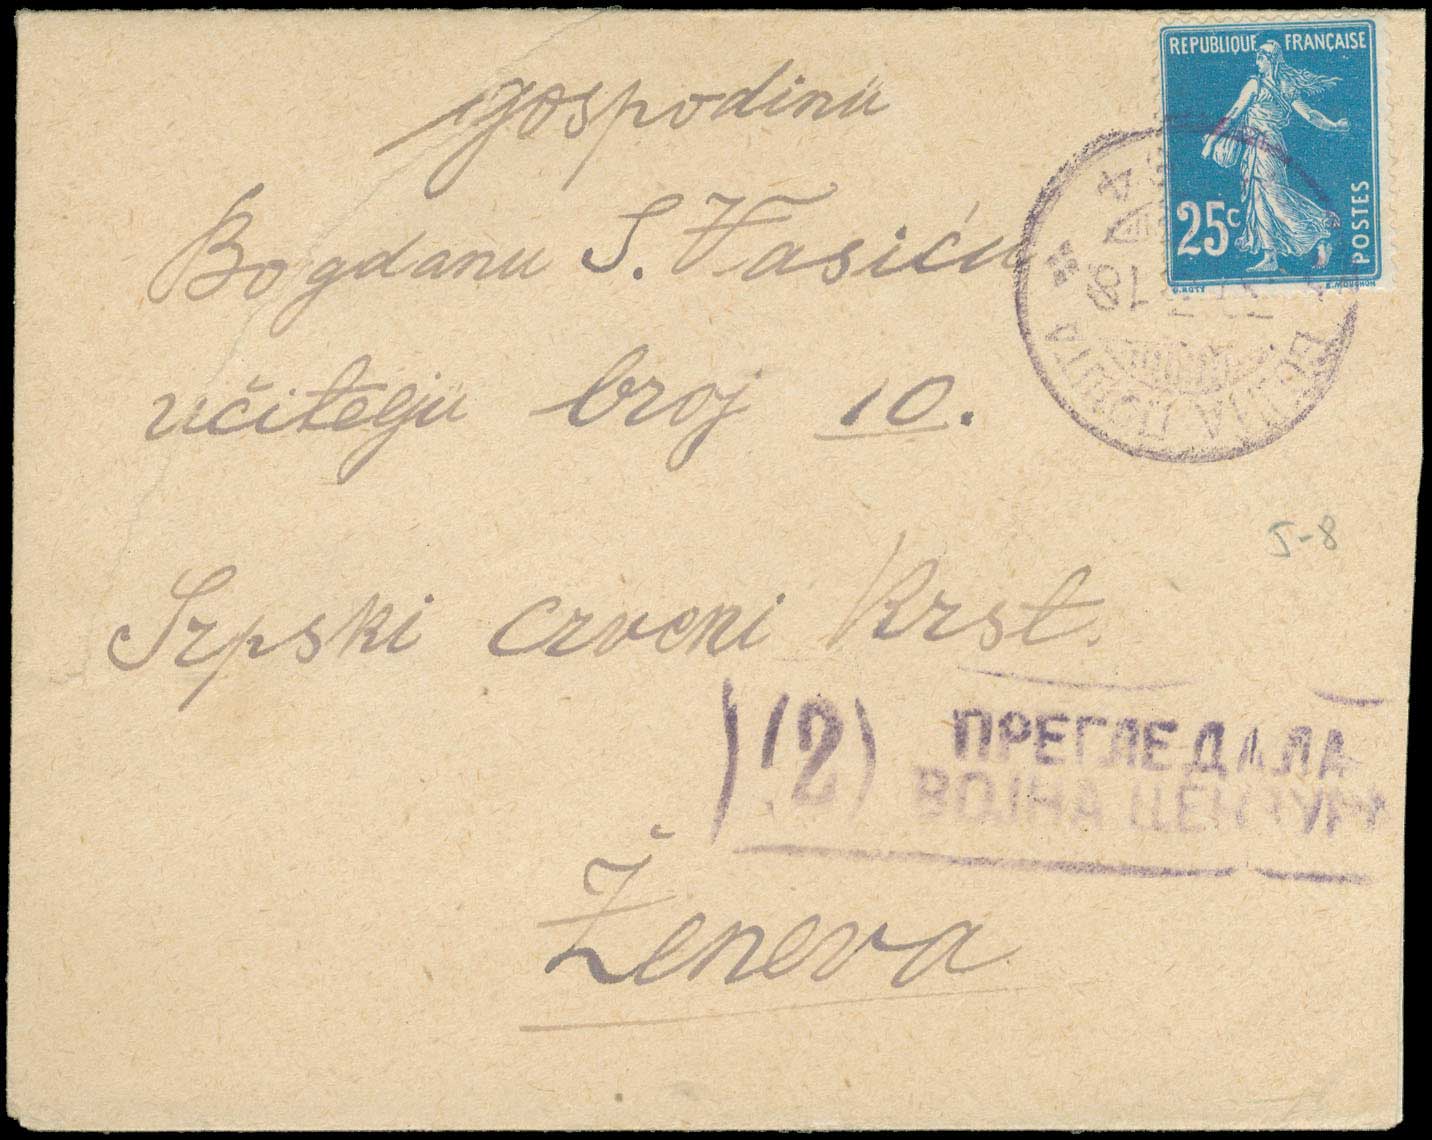 REPUBLIQUE FRANÇAISE
25c
POSTES
gospodinu
Bogdanu S. Vasiću
učitelju broj 10.
18
5-8
Srpski crveni Krst.
(2) ПРЕГЛЕДАЛА
ВОЈНА ЦЕНЗУРА
Ženeva